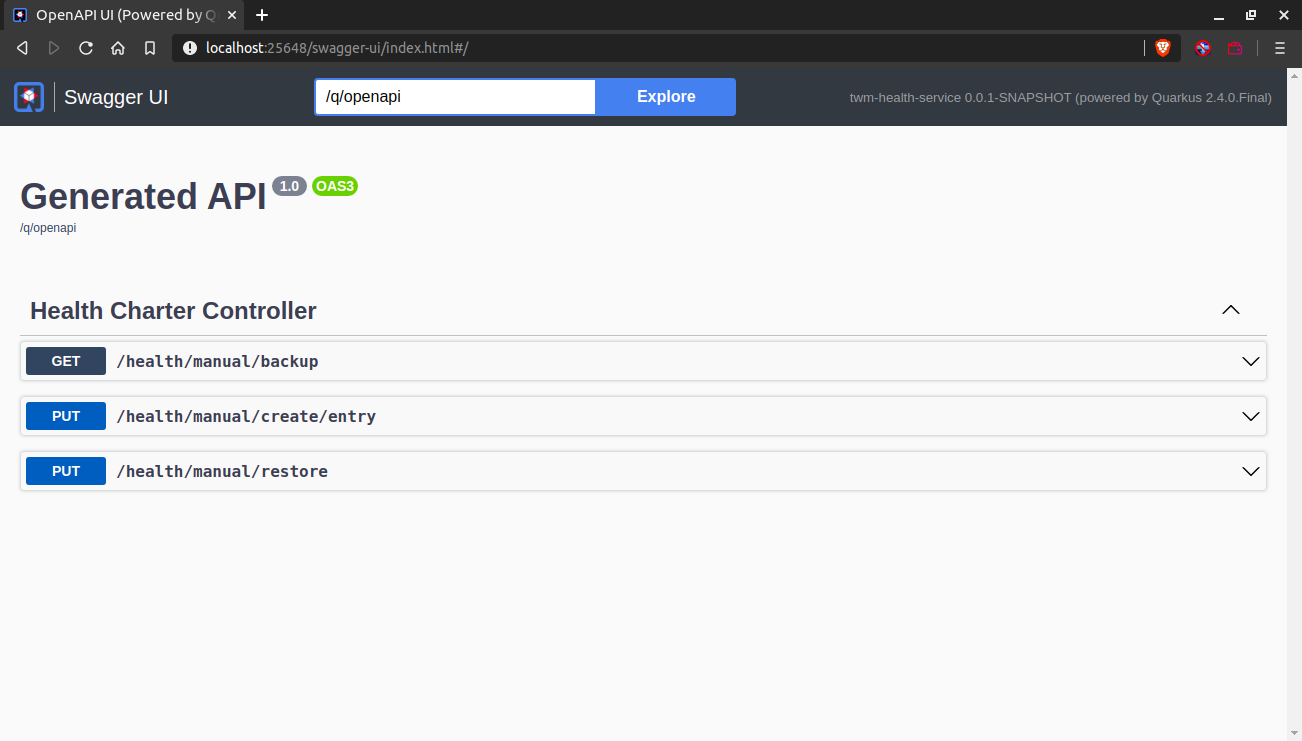 OpenAPI UI (Powered by Q
localhost:25648/swagger-ui/index.html#/
Swagger UI
/q/openapi
Explore
twm-health-service 0.0.1-SNAPSHOT (powered by Quarkus 2.4.0.Final)
Generated API 1.0 OAS3
/q/openapi
Health Charter Controller
GET /health/manual/backup
PUT /health/manual/create/entry
PUT /health/manual/restore